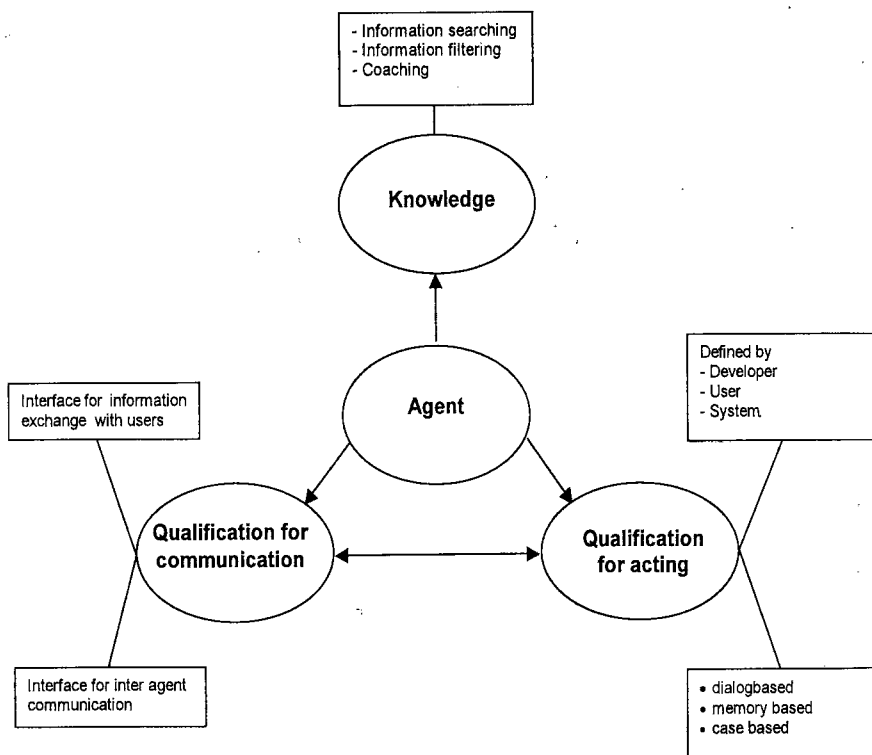 - Information searching
- Information filtering
- Coaching
Knowledge
Agent
Defined by
- Developer
- User
- System.
Interface for information
exchange with users
Qualification for
communication
Qualification
for acting
Interface for inter agent
communication
• dialogbased
• memory based
• case based